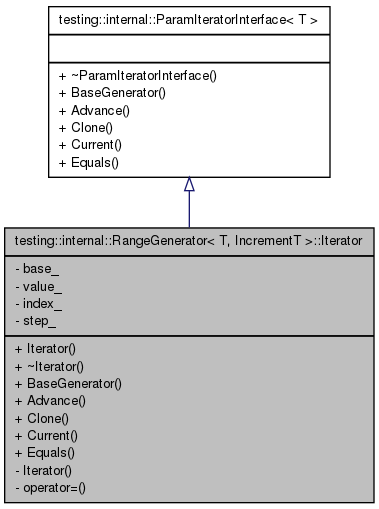 testing::internal::ParamIteratorInterface< T >
+ ~ParamIteratorInterface()
+ BaseGenerator()
+ Advance()
+ Clone()
+ Current()
+ Equals()
testing::internal::RangeGenerator< T, IncrementT >::Iterator
- base_
- value_
- index_
- step_
+ Iterator()
+ ~Iterator()
+ BaseGenerator()
+ Advance()
+ Clone()
+ Current()
+ Equals()
- Iterator()
- operator=()